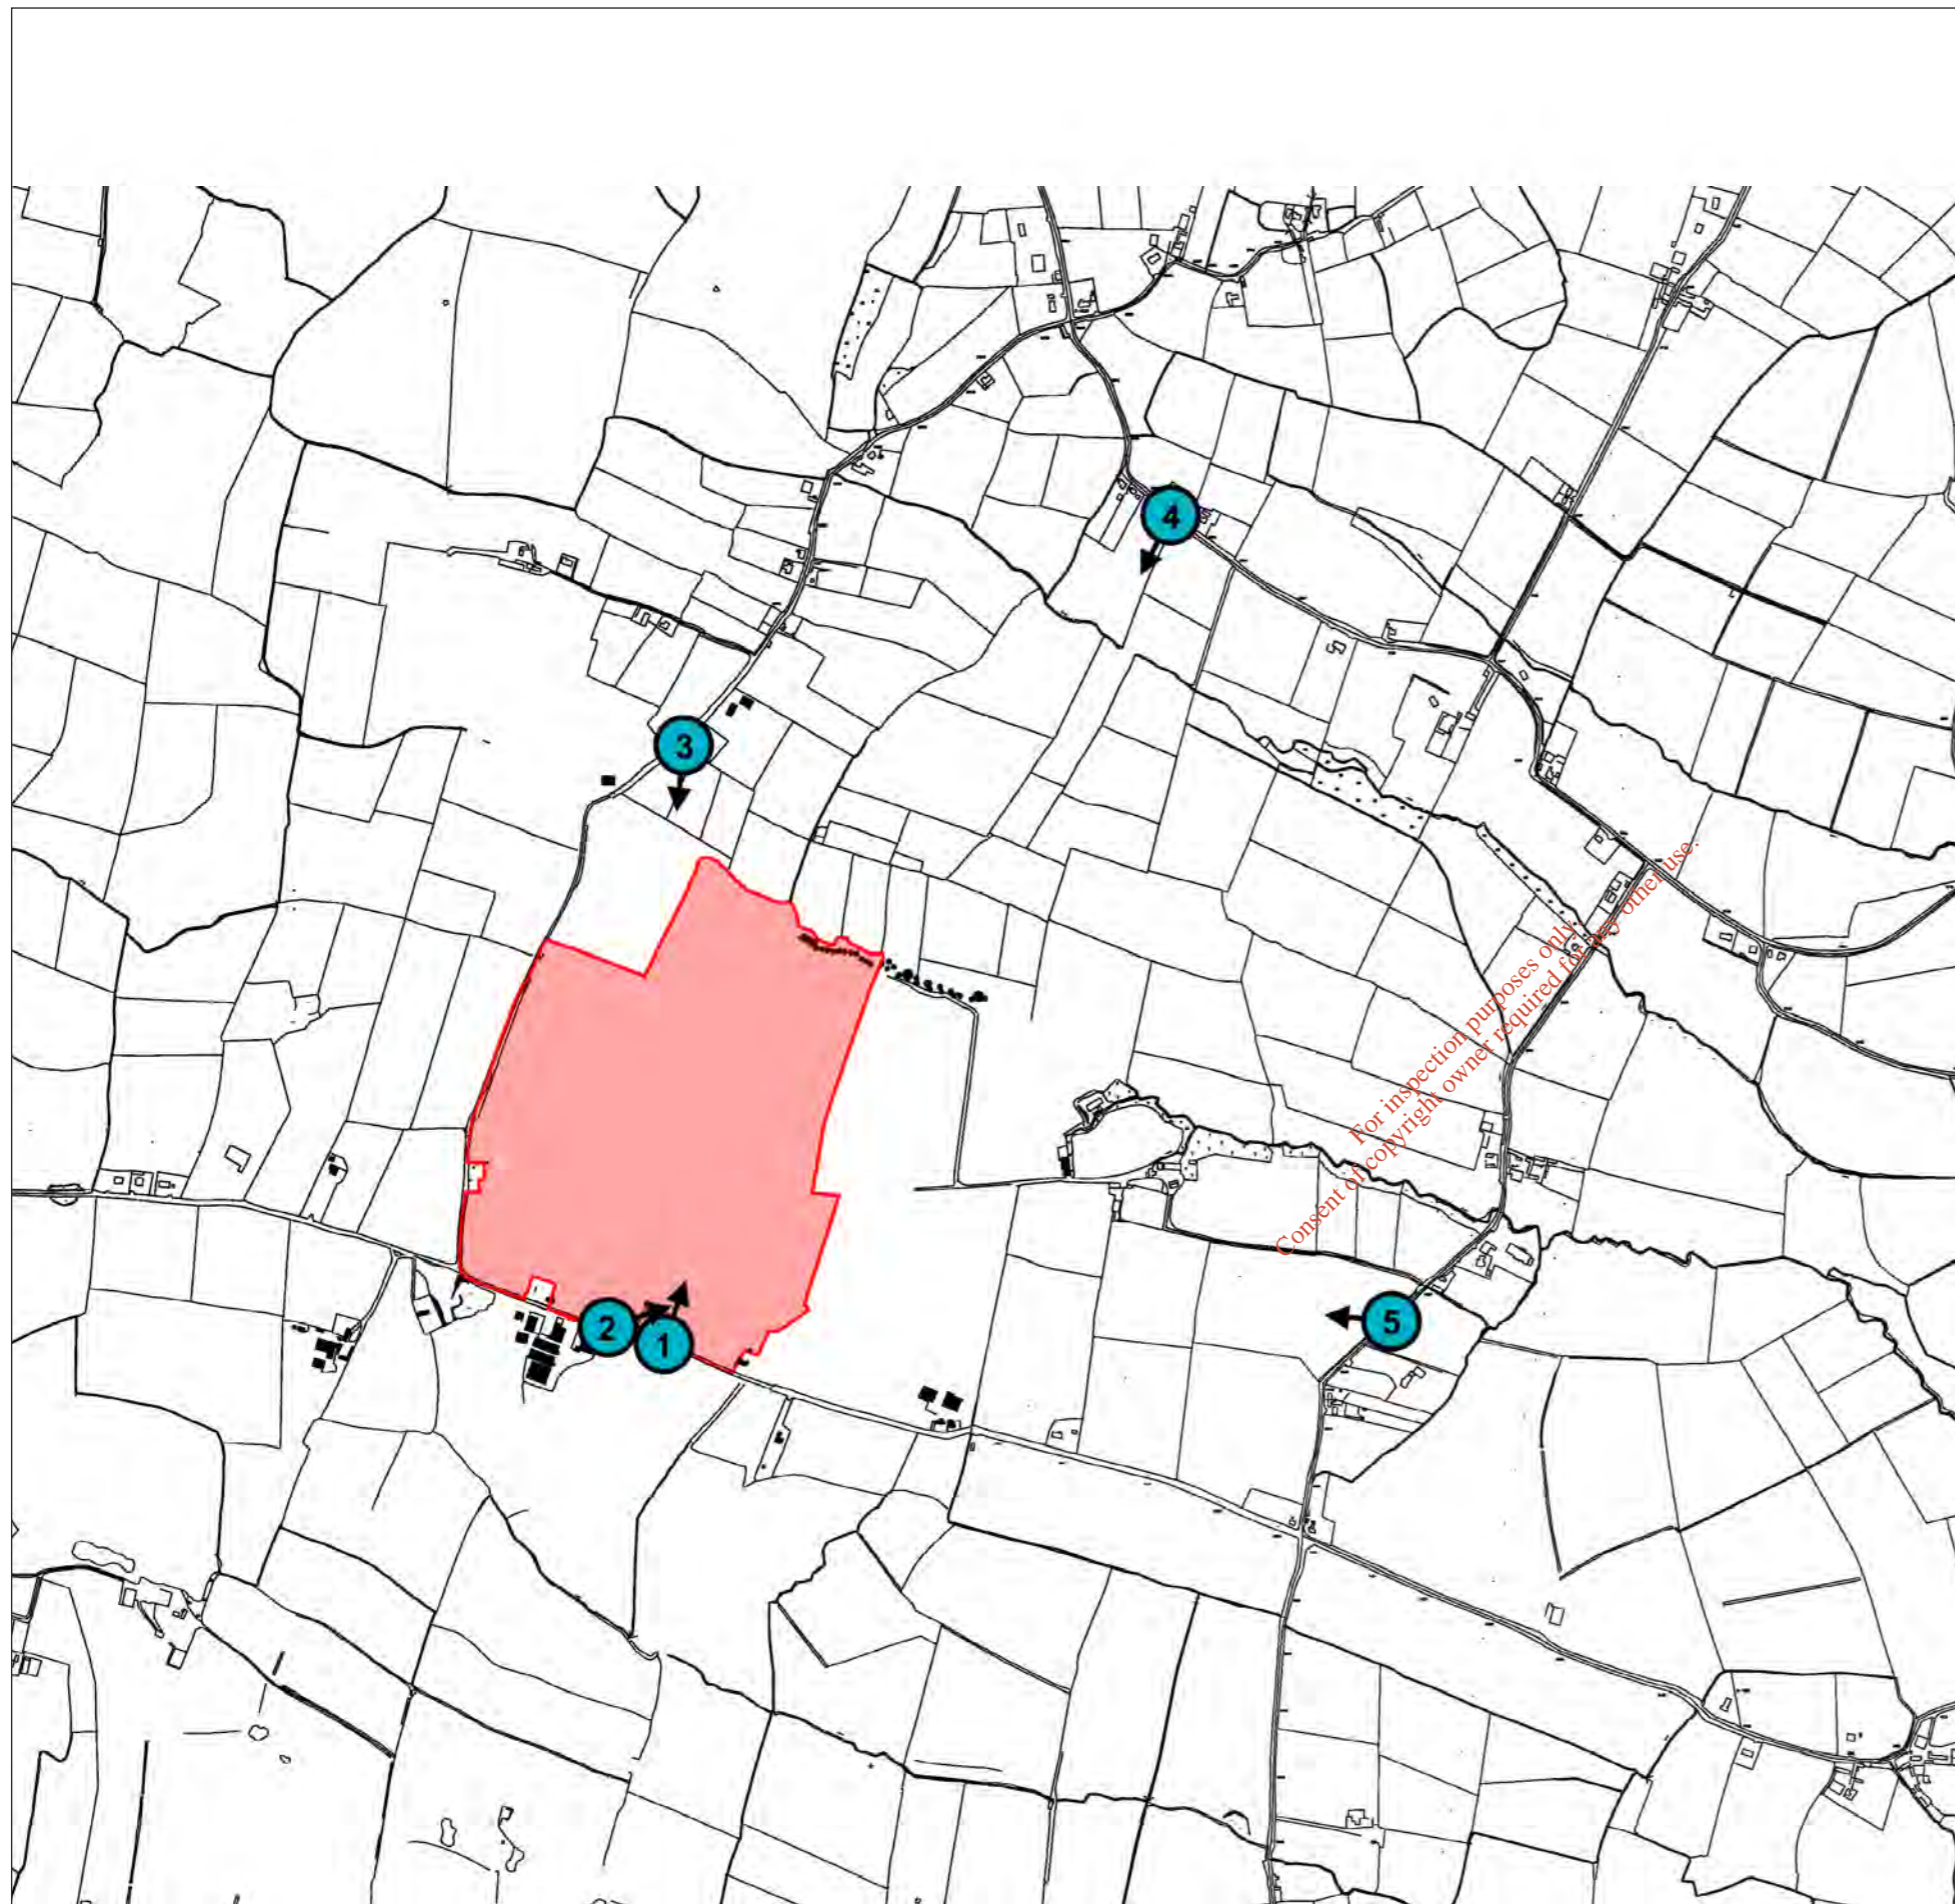 4
3
For inspection purposes only.
Consent of copyright owner required for any other use.
2
1
5